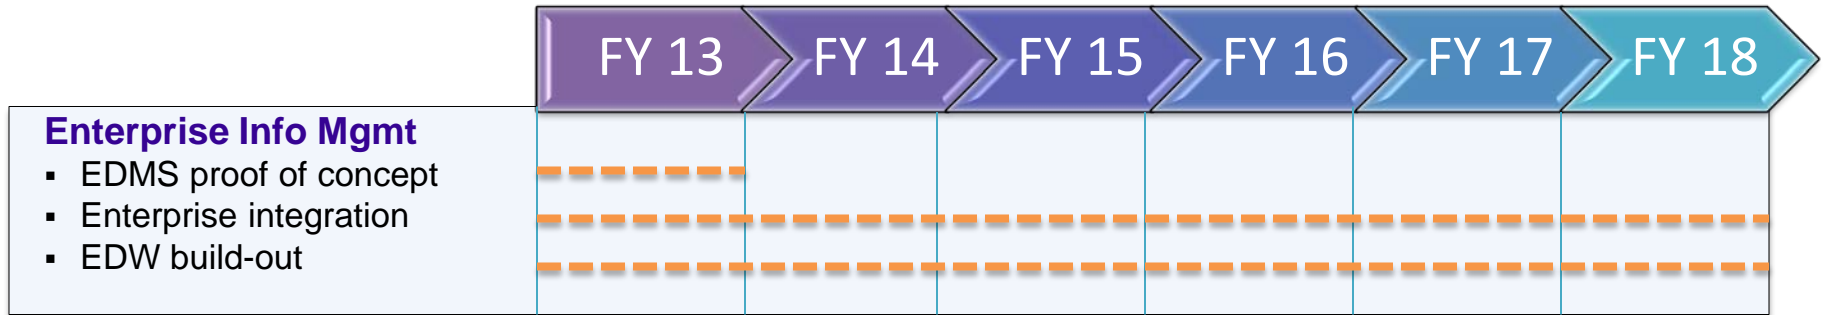 FY 13 FY 14 FY 15 FY 16 FY 17 FY 18
Enterprise Info Mgmt
▪ EDMS proof of concept
▪ Enterprise integration
▪ EDW build-out